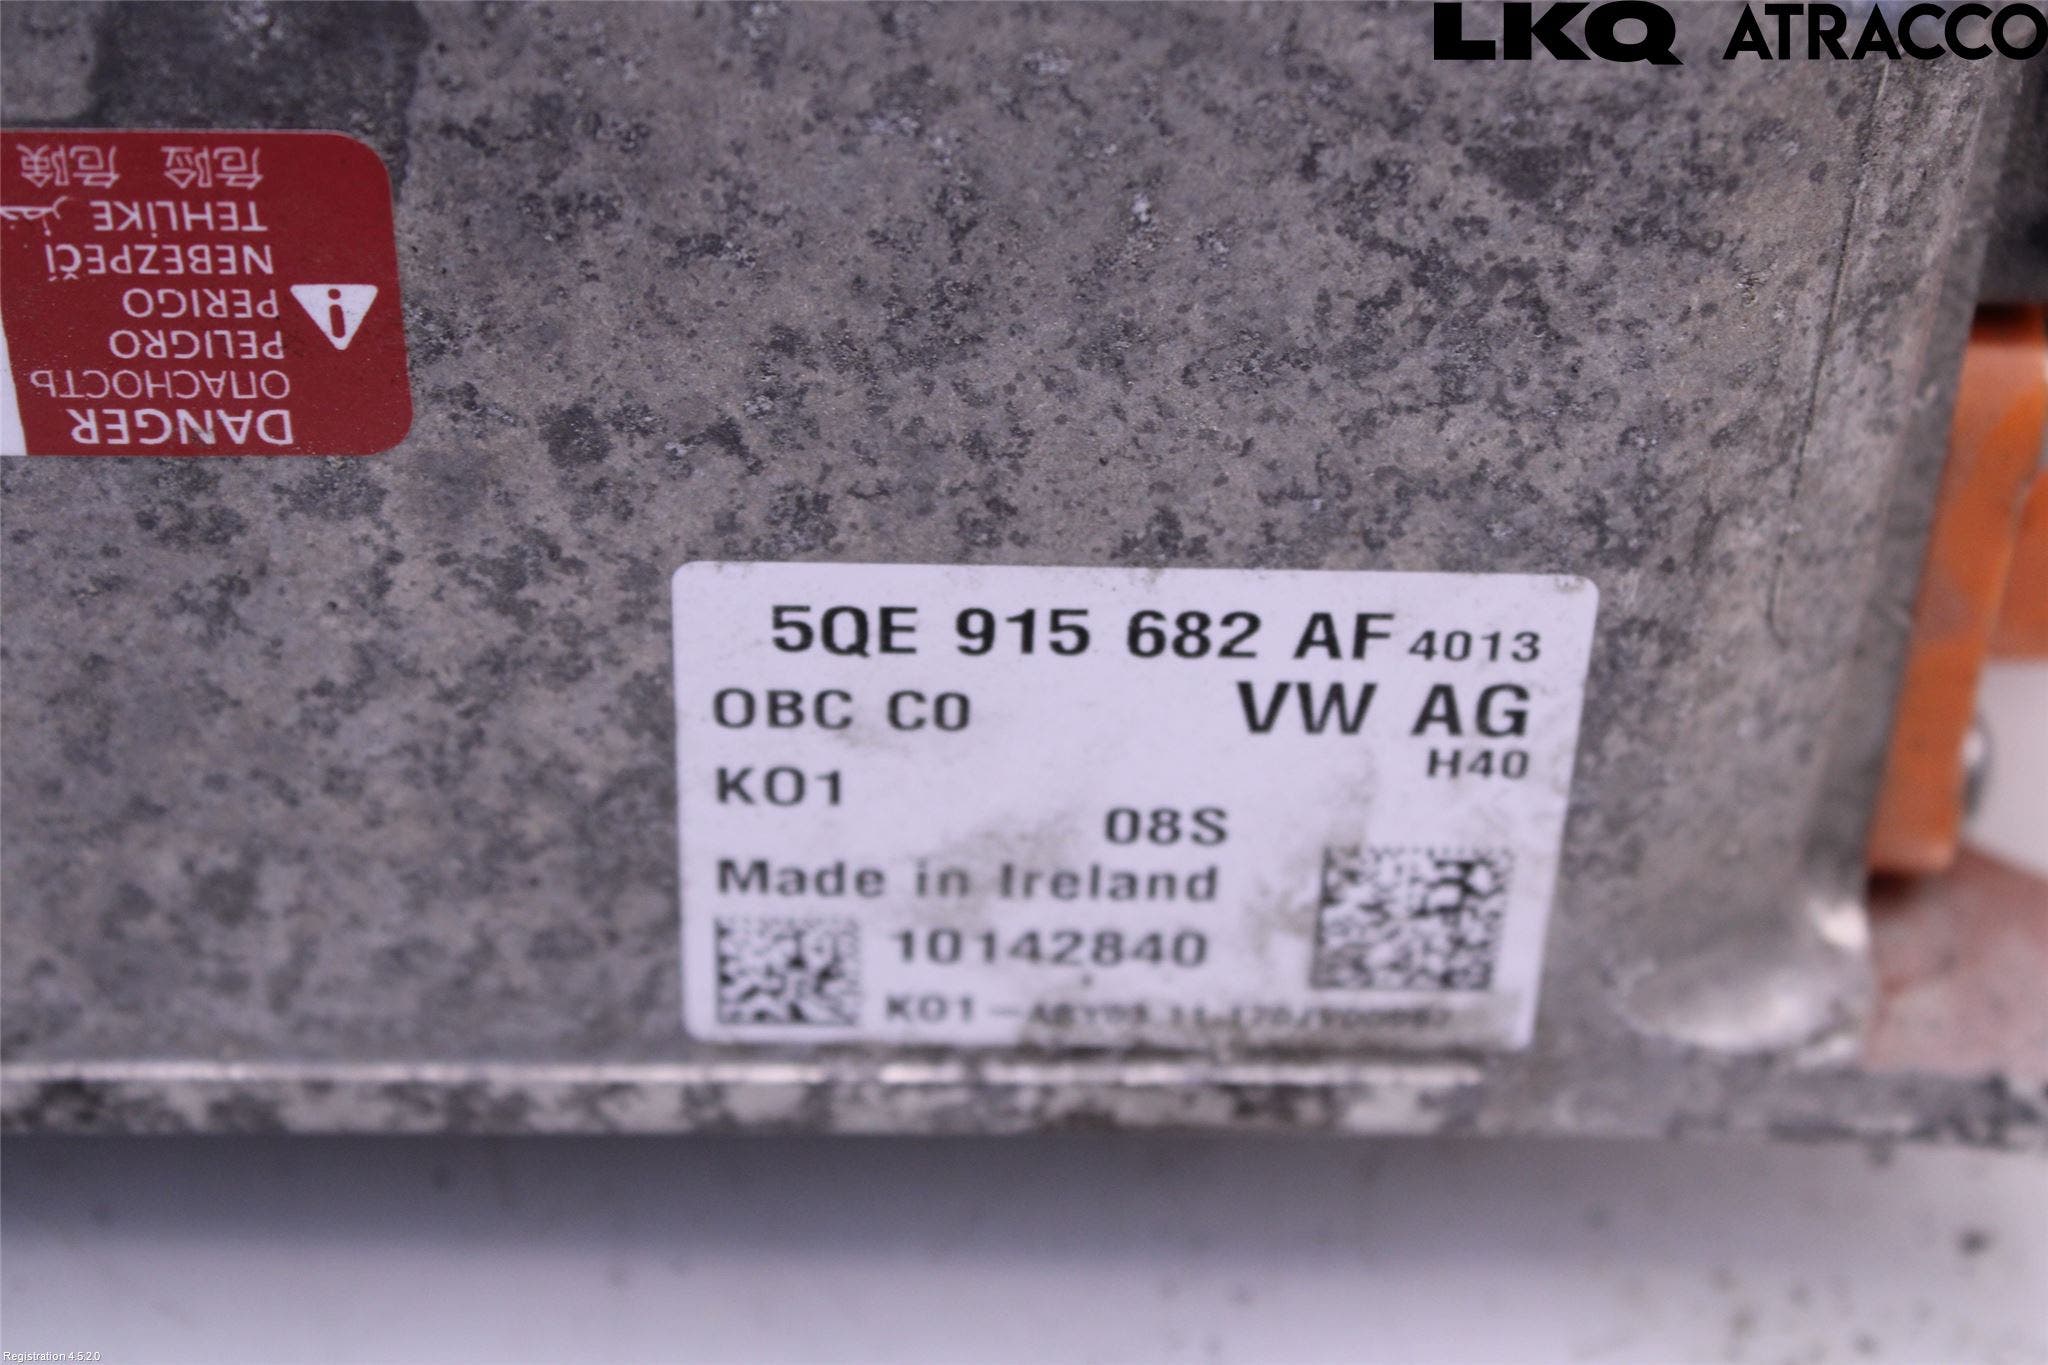 LKQ ATRACCO
危険 危险
TEHLİKE
NEBEZPEČÍ
PERIGO
PELIGRO
ОПАСНОСТЬ
DANGER
5QE 915 682 AF 4013
OBC C0 VW AG
H40
K01
08S
Made in Ireland
10142840
K01-
Registration 4.5.2.0